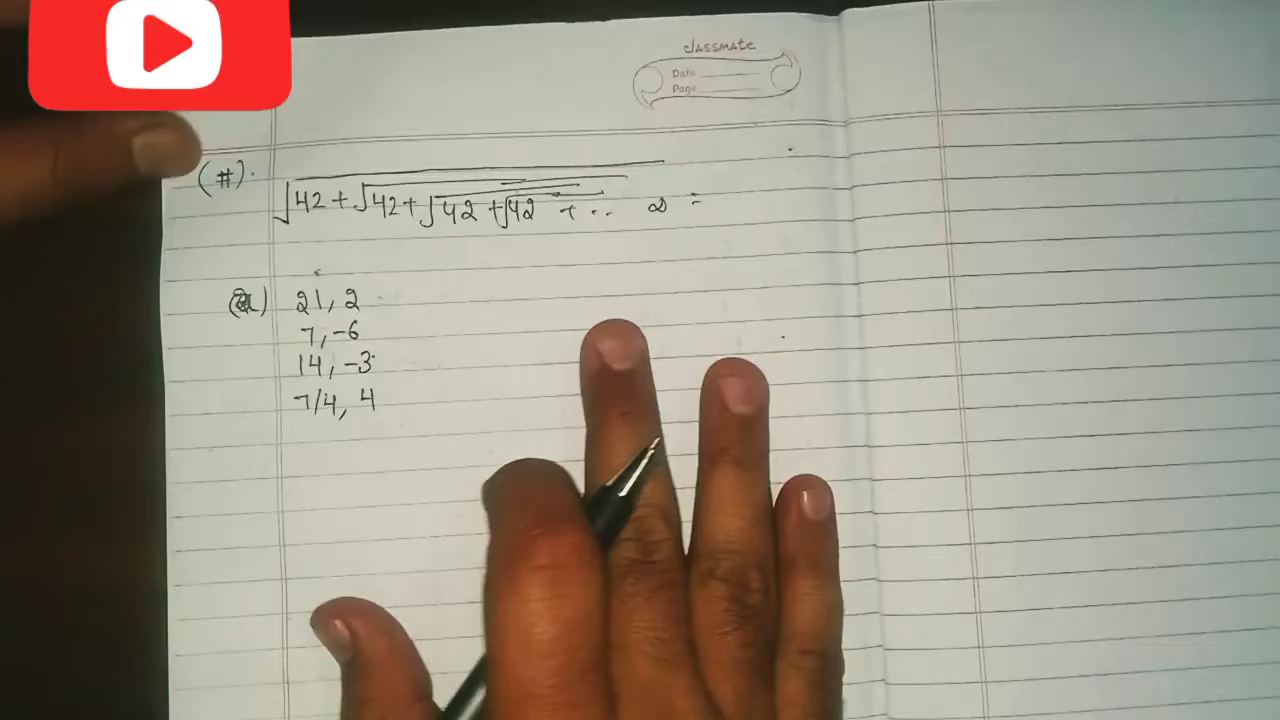 classmate
Date
Page
(#).
√42 + √42 + √42 + √42 + ... ∞ =
21, 2
7, -6
14, -3
7/4, 4